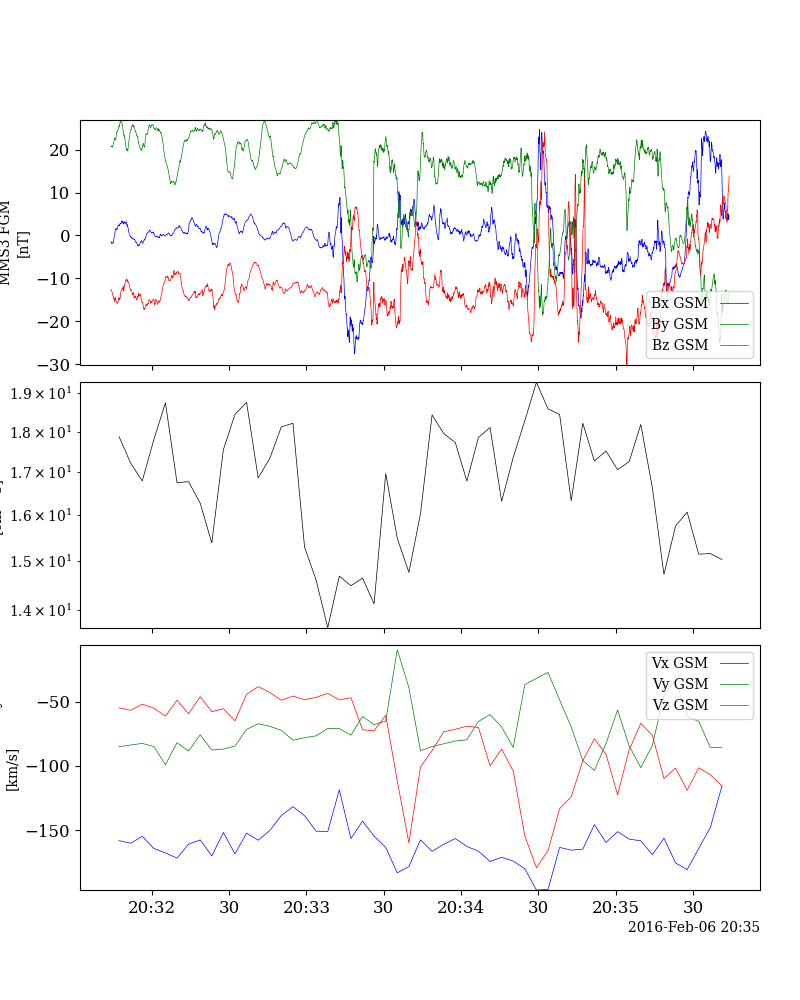 20
10
0
−10
−20
−30
MMS3 FGM
[nT]
Bx GSM
By GSM
Bz GSM
1.9 × 10¹
1.8 × 10¹
1.7 × 10¹
1.6 × 10¹
1.5 × 10¹
1.4 × 10¹
−50
−100
−150
[km/s]
Vx GSM
Vy GSM
Vz GSM
20:32 30 20:33 30 20:34 30 20:35 30
2016-Feb-06 20:35